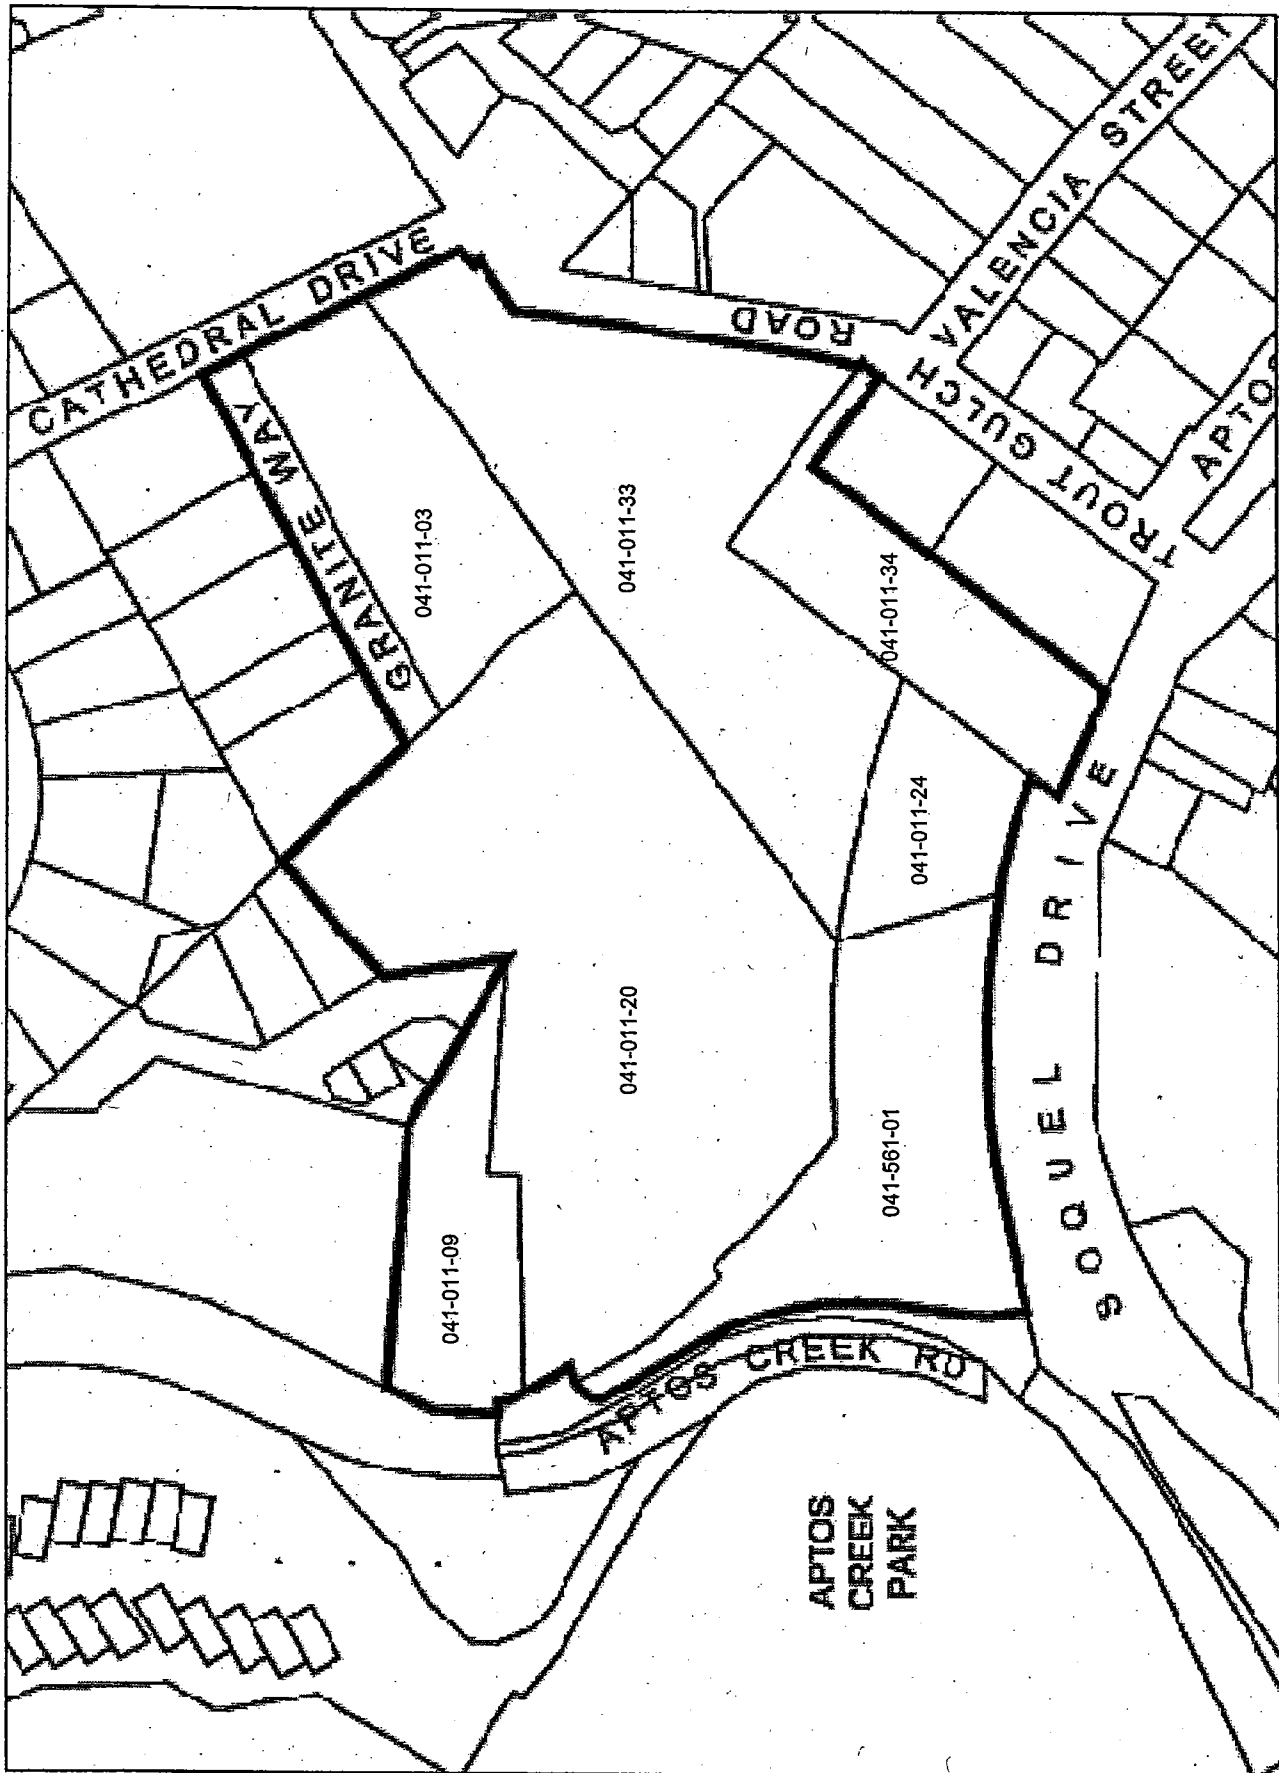 CATHEDRAL DRIVE
GRANITE WAY
VALENCIA STREET
TROUT GULCH ROAD
APTOS
041-011-03
041-011-33
041-011-34
041-011-24
041-011-20
041-561-01
041-011-09
SOQUEL DRIVE
APTOS CREEK RD
APTOS
CREEK
PARK